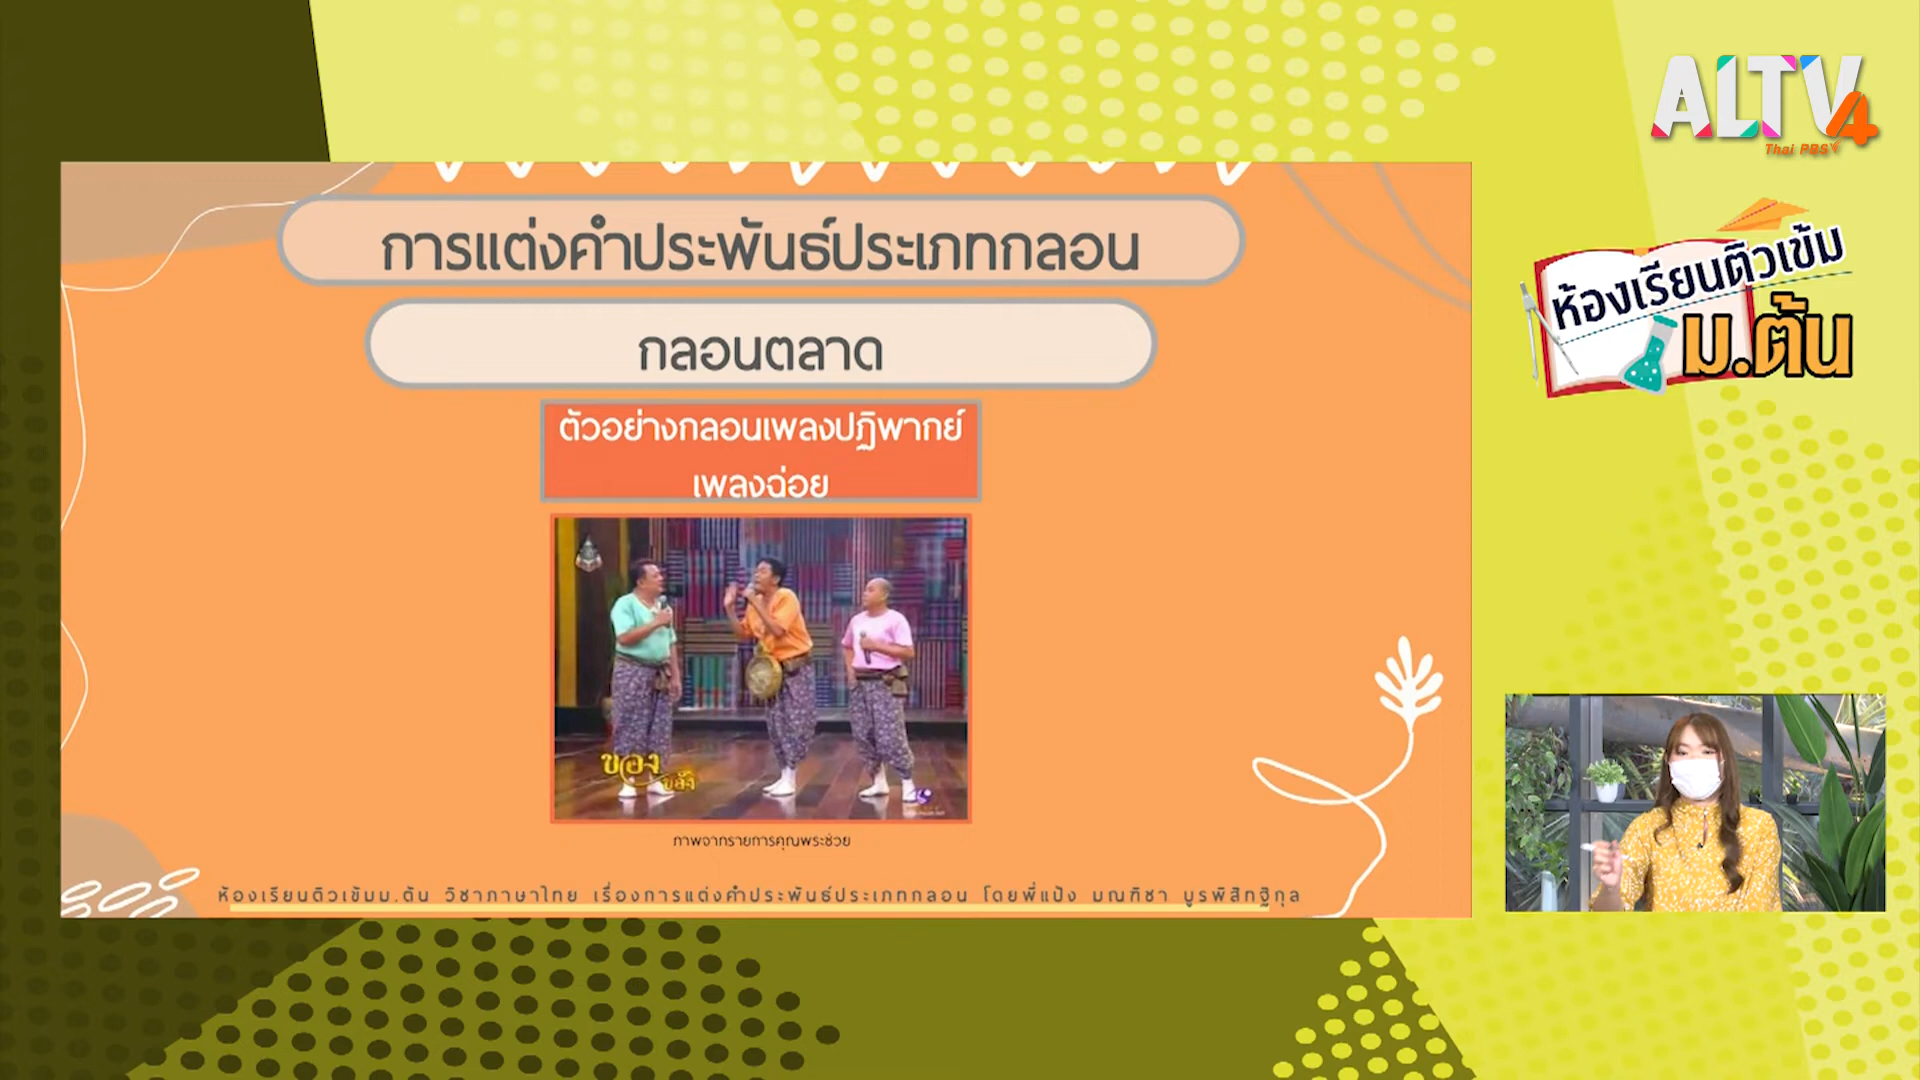 ALTV4
Thai PBS
ห้องเรียนติวเข้ม
ม.ต้น
การแต่งคำประพันธ์ประเภทกลอน
กลอนตลาด
ตัวอย่างกลอนเพลงปฏิพากย์
เพลงฉ่อย
ของ
ขลัง
ภาพจากรายการคุณพระช่วย
ห้องเรียนติวเข้มม.ต้น วิชาภาษาไทย เรื่องการแต่งคำประพันธ์ประเภทกลอน โดยพี่แป้ง มณฑิชา บูรพิสิทฐิกุล